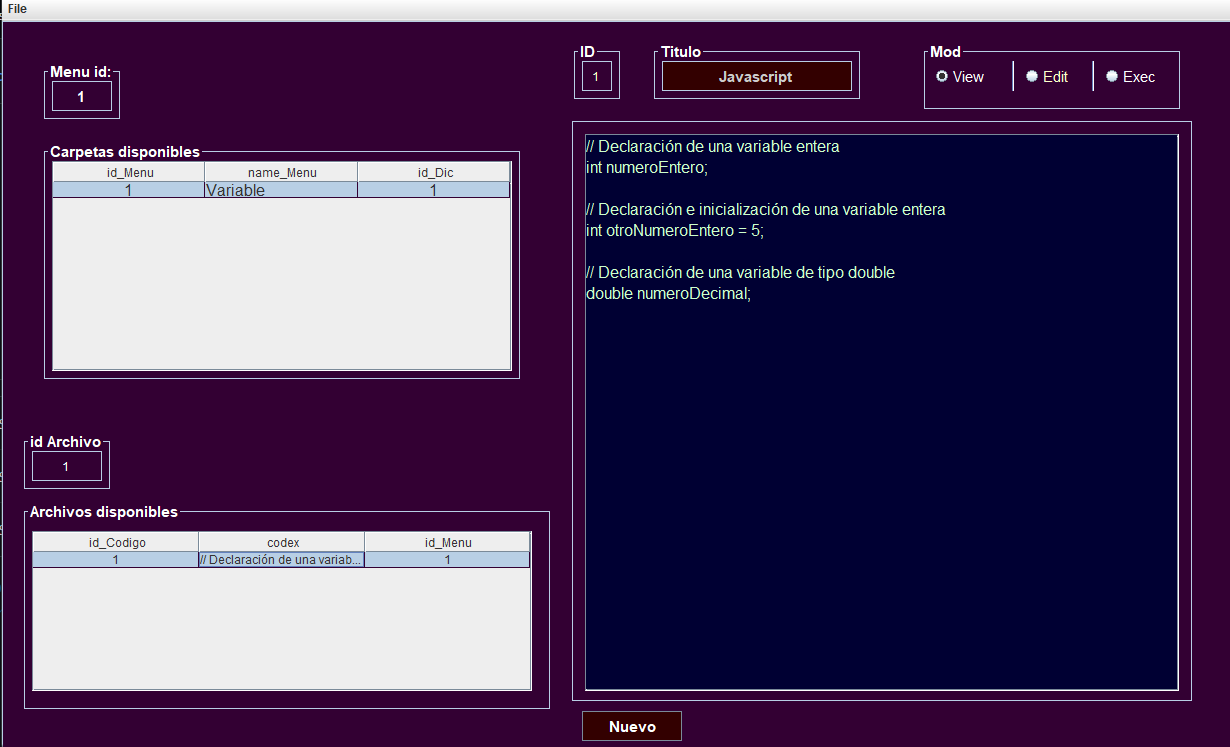 File
Menu id:
1
Carpetas disponibles
id_Menu name_Menu id_Dic
1 Variable 1
id Archivo
1
Archivos disponibles
id_Codigo codex id_Menu
1 // Declaración de una variab... 1
ID
1
Titulo
Javascript
Mod
View Edit Exec
// Declaración de una variable entera
int numeroEntero;
// Declaración e inicialización de una variable entera
int otroNumeroEntero = 5;
// Declaración de una variable de tipo double
double numeroDecimal;
Nuevo